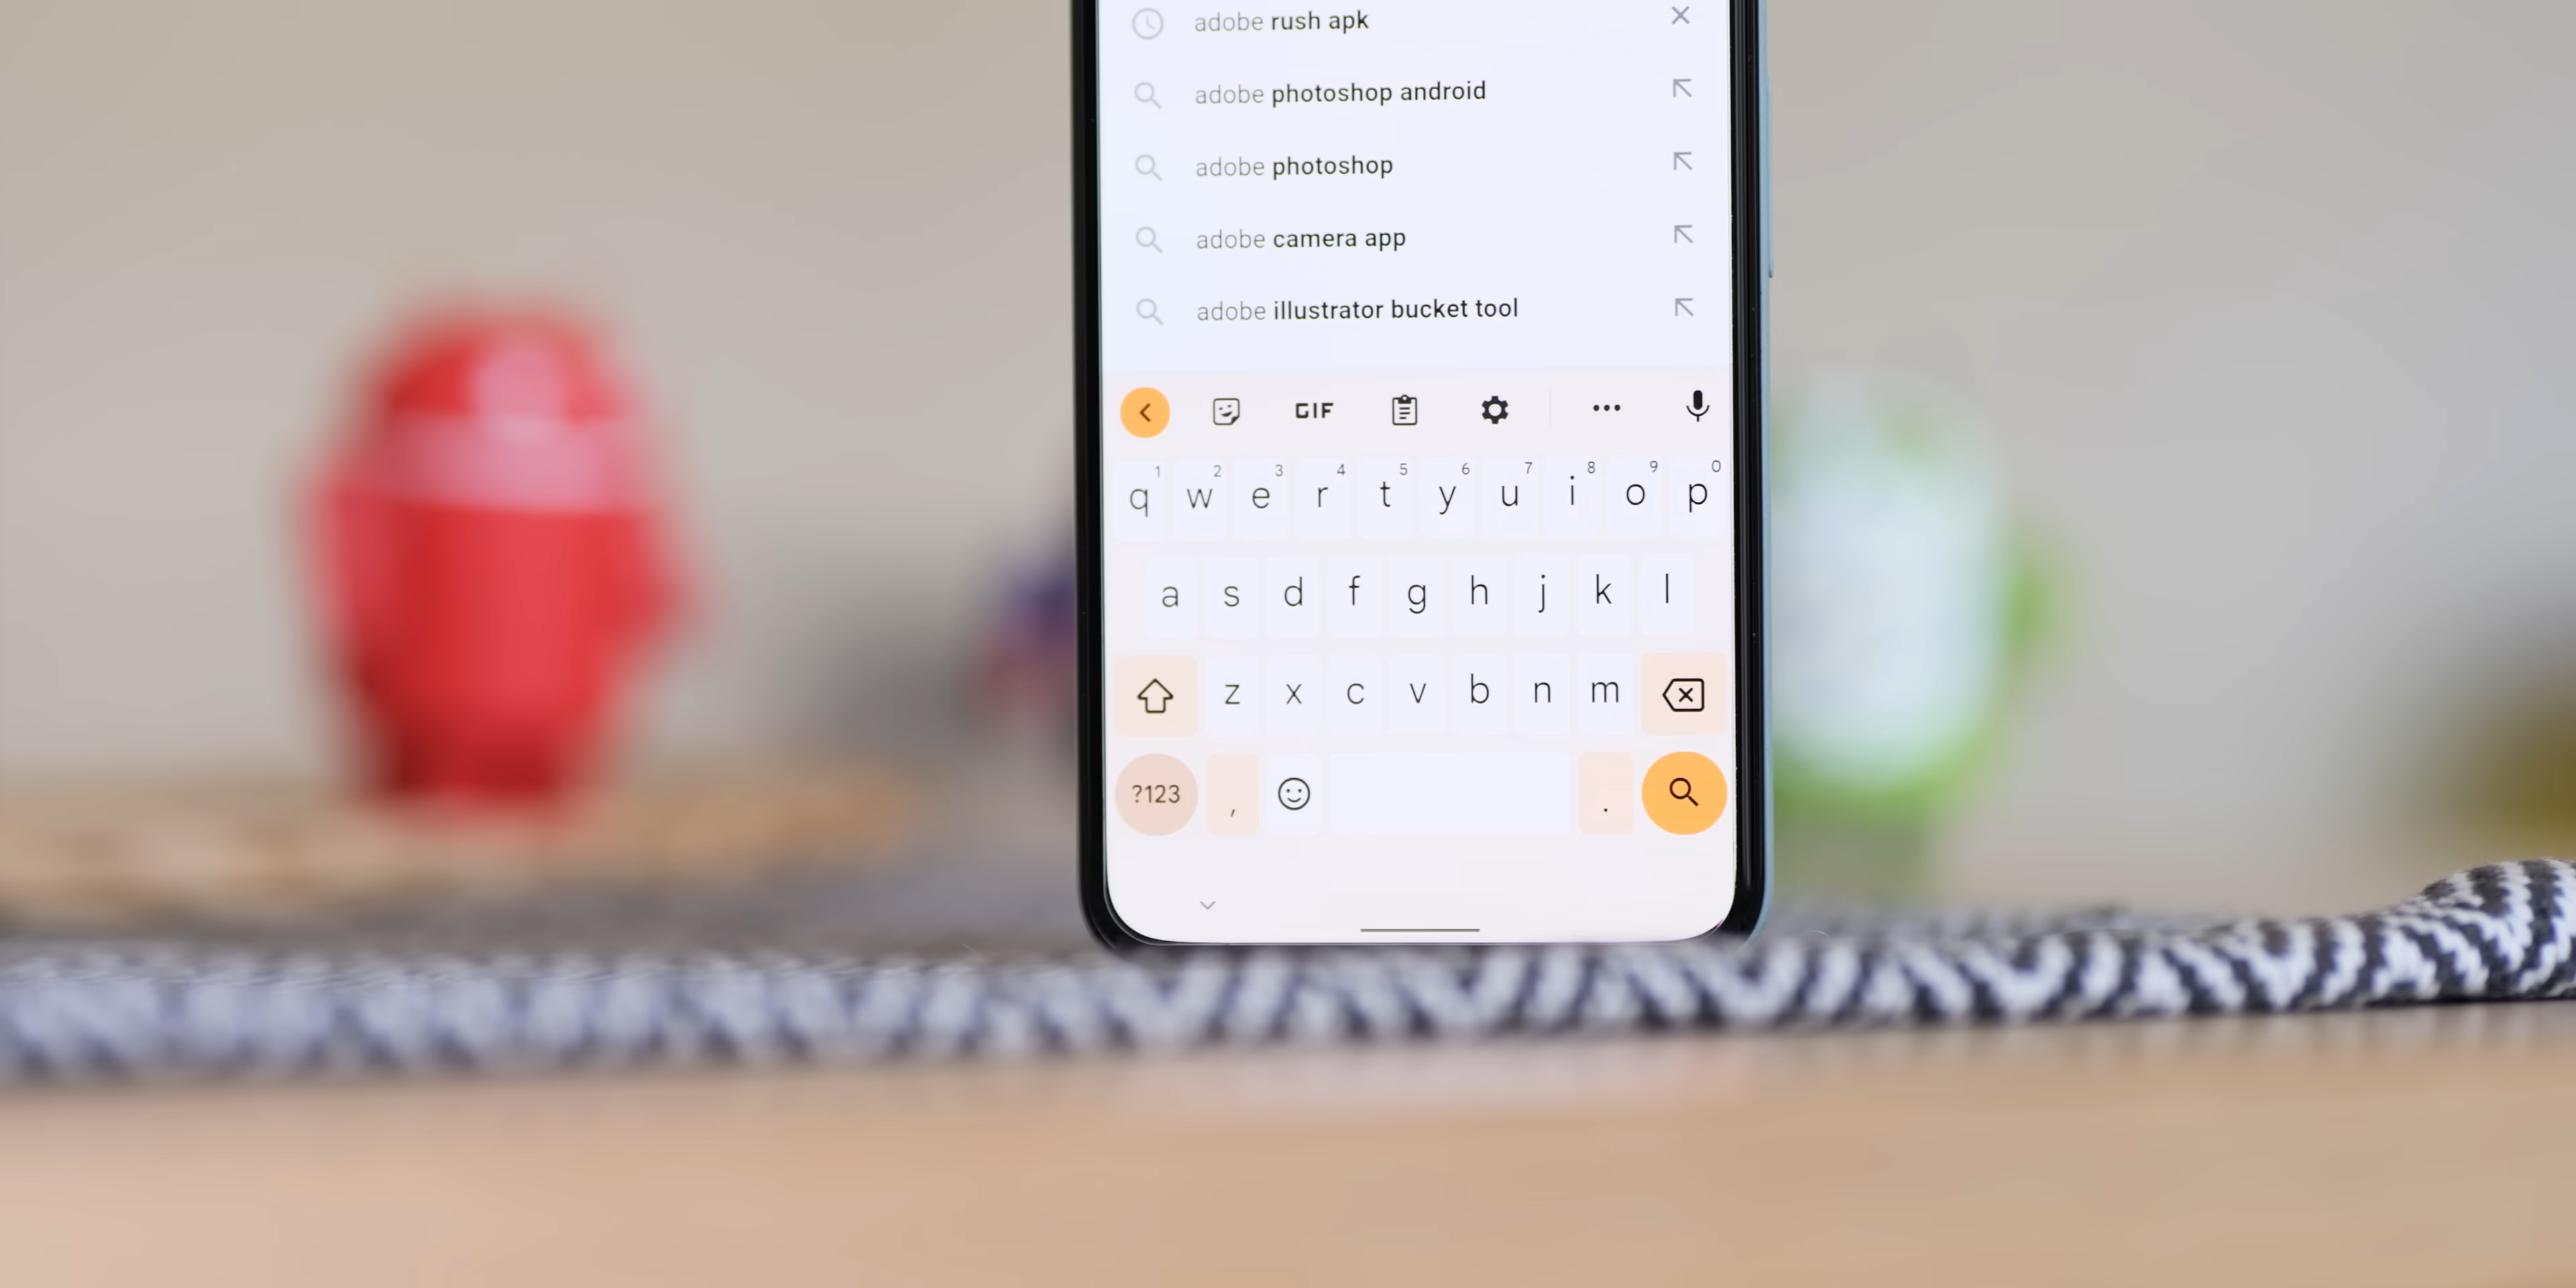 adobe rush apk
adobe photoshop android
adobe photoshop
adobe camera app
adobe illustrator bucket tool
GIF
1 2 3 4 5 6 7 8 9 0
q w e r t y u i o p
a s d f g h j k l
z x c v b n m
?123 , .